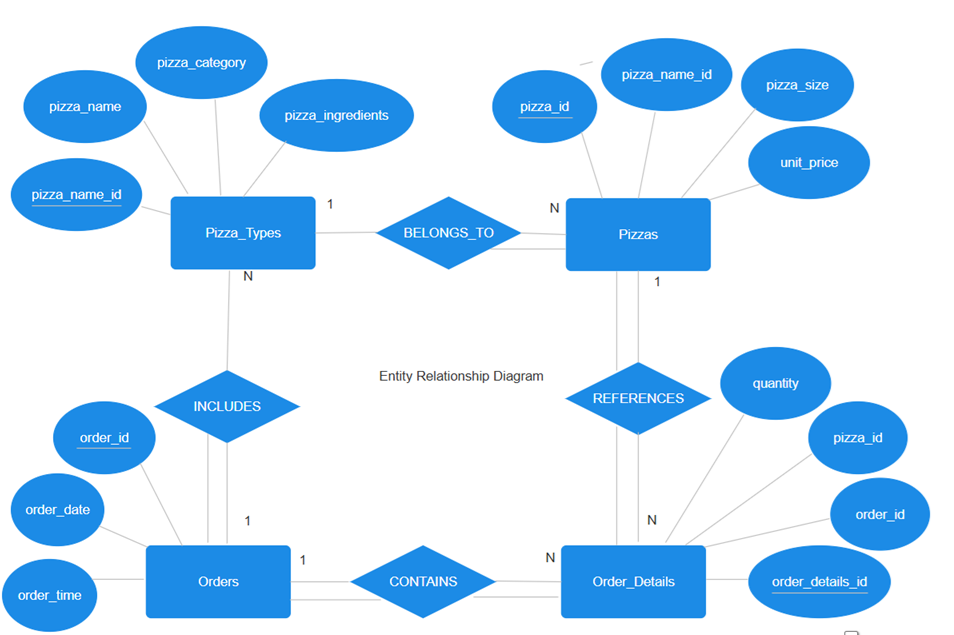 pizza_category
pizza_name
pizza_ingredients
pizza_name_id
Pizza_Types
1
BELONGS_TO
N
pizza_id
pizza_name_id
pizza_size
unit_price
Pizzas
N
1
Entity Relationship Diagram
INCLUDES
REFERENCES
quantity
pizza_id
order_id
order_details_id
order_id
order_date
order_time
1
N
Orders
1
CONTAINS
N
Order_Details